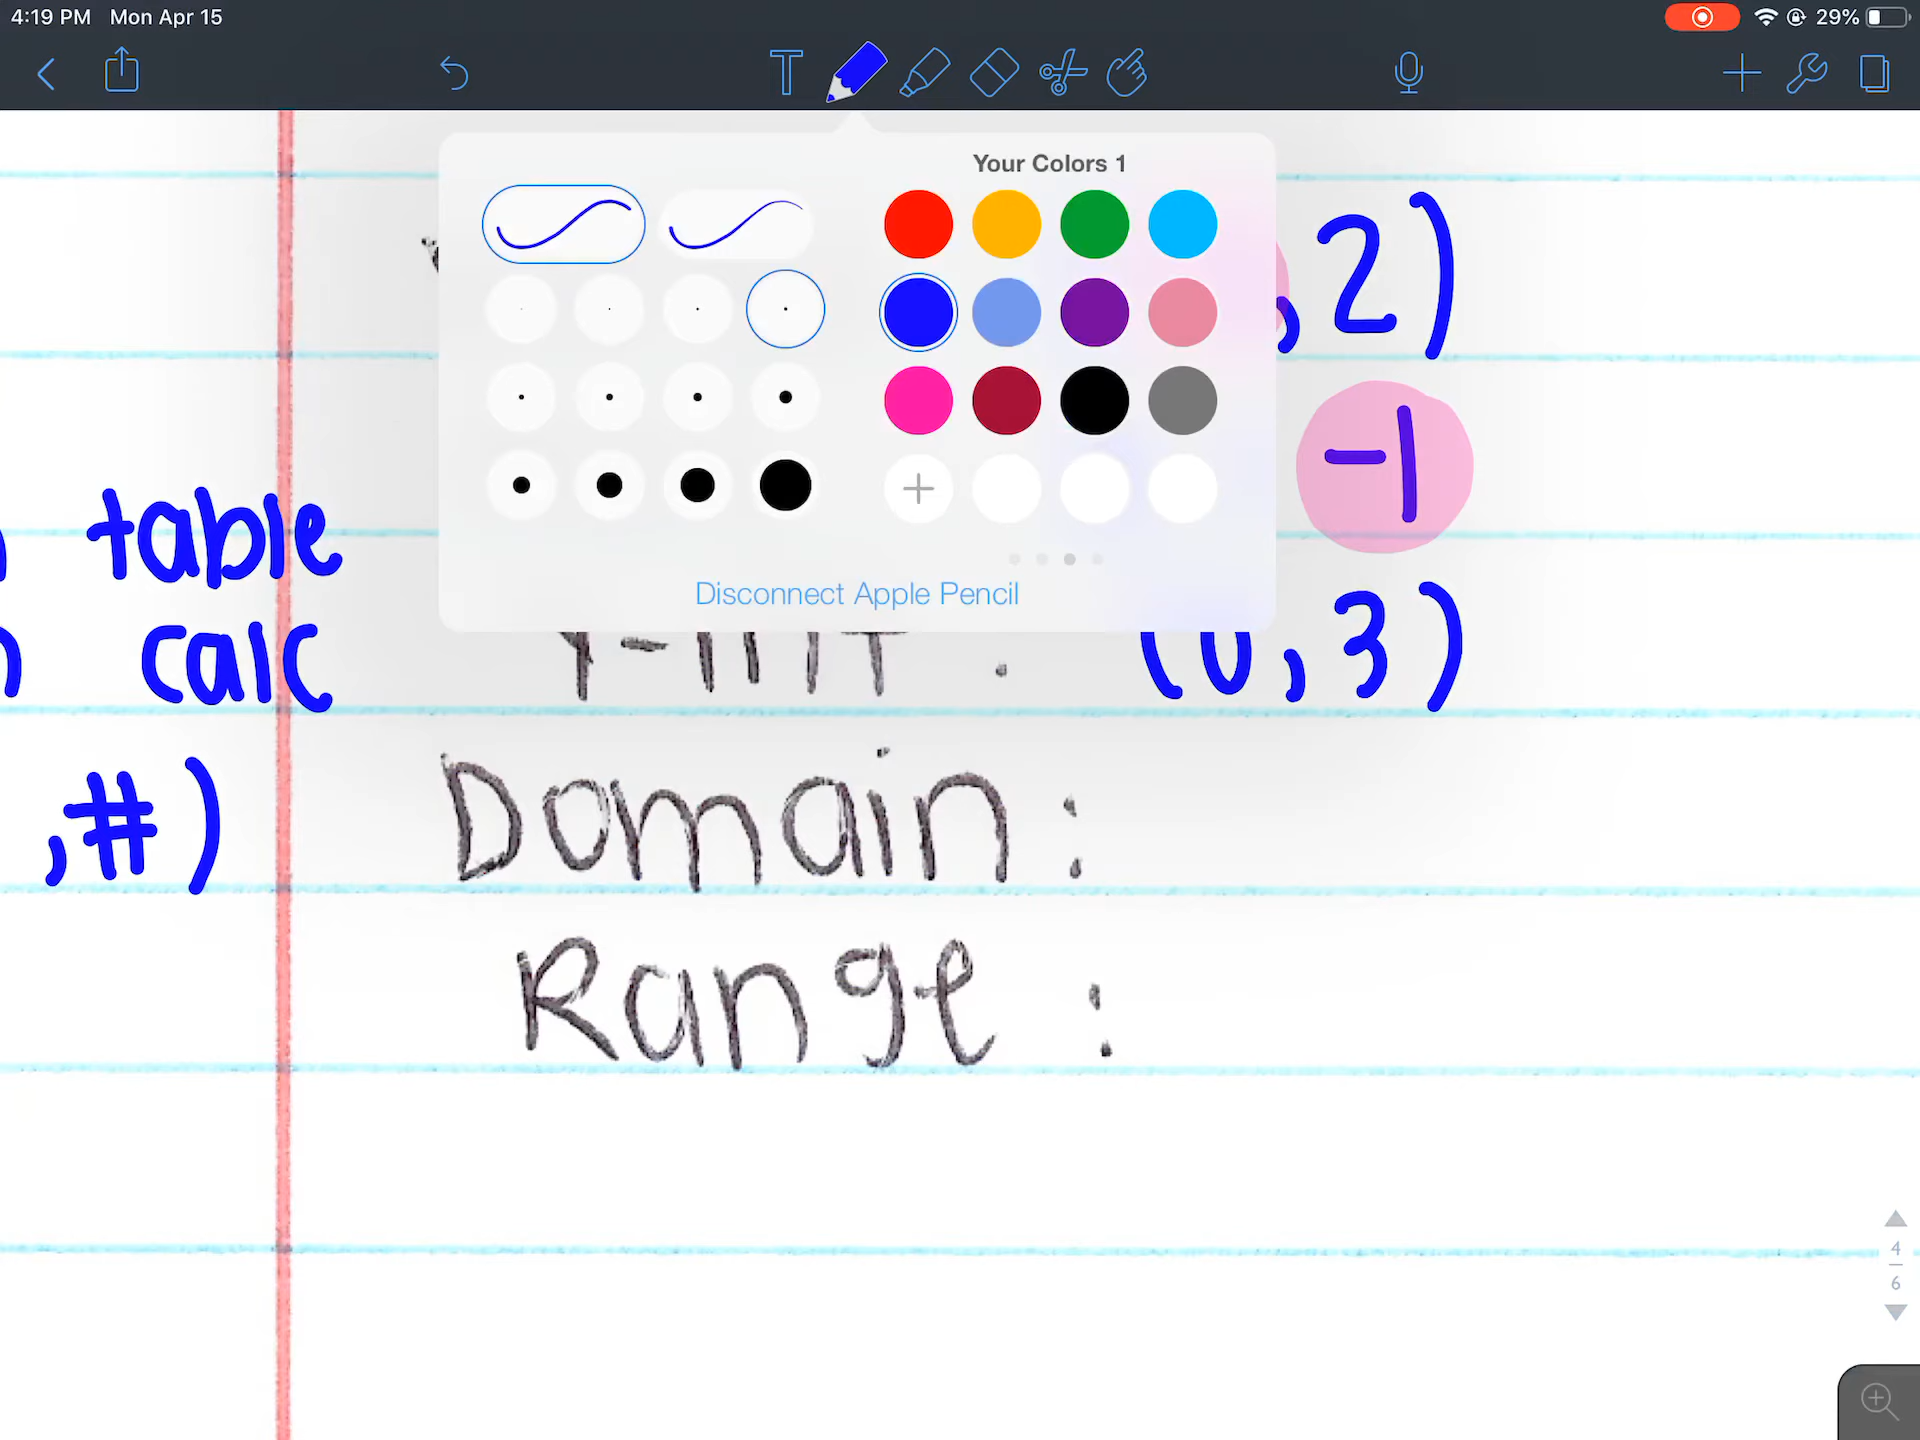 4:19 PM Mon Apr 15
29%
T
Your Colors 1
,2)
-1
Disconnect Apple Pencil
table
calc
,#)
Y-int : (0,3)
Domain:
Range :
4
6